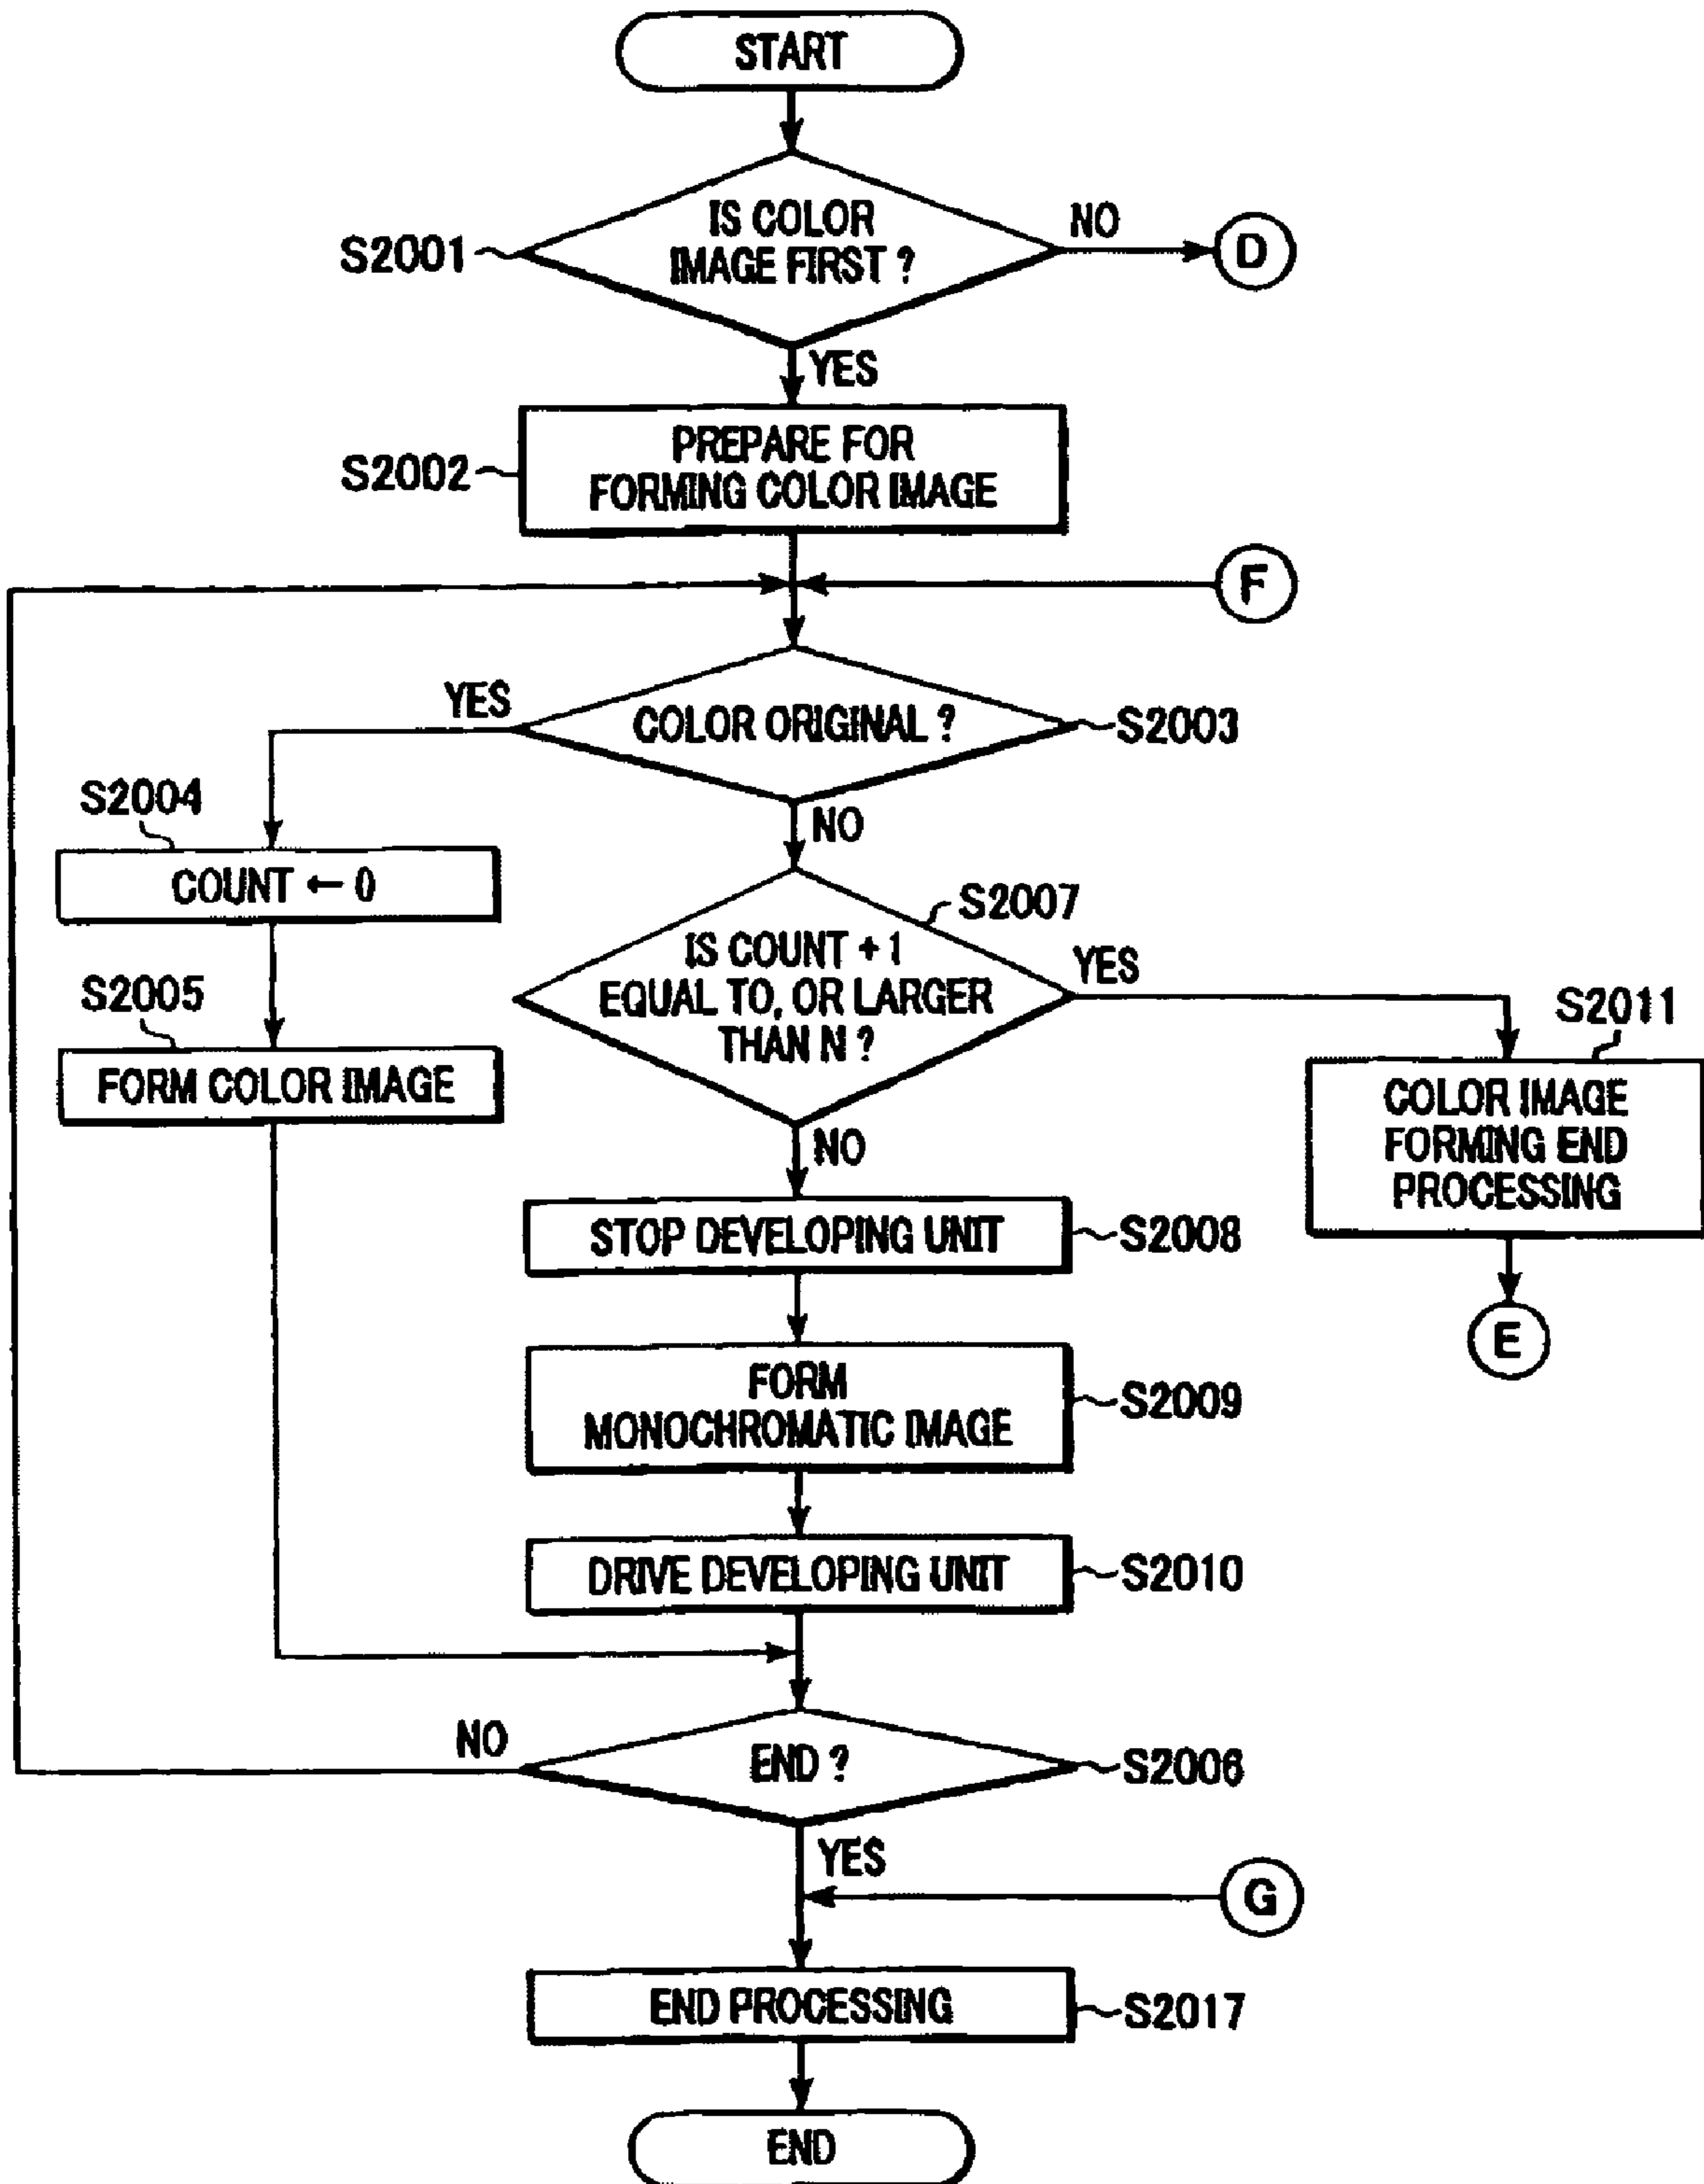 START
IS COLOR
IMAGE FIRST ?
S2001
NO
D
YES
PREPARE FOR
FORMING COLOR IMAGE
S2002
F
YES
COLOR ORIGINAL ?
S2003
NO
S2004
COUNT ← 0
S2007
IS COUNT + 1
EQUAL TO, OR LARGER
THAN N ?
YES
S2005
FORM COLOR IMAGE
S2011
COLOR IMAGE
FORMING END
PROCESSING
E
NO
STOP DEVELOPING UNIT
S2008
FORM
MONOCHROMATIC IMAGE
S2009
DRIVE DEVELOPING UNIT
S2010
NO
END ?
S2006
YES
G
END PROCESSING
S2017
END